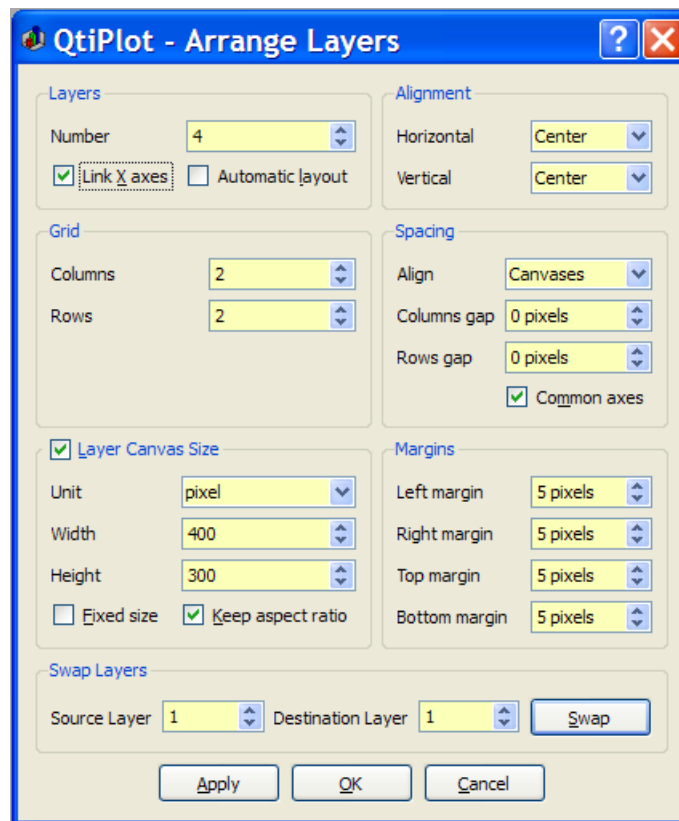 QtiPlot - Arrange Layers
Layers
Number 4
Link X axes Automatic layout
Alignment
Horizontal Center
Vertical Center
Grid
Columns 2
Rows 2
Spacing
Align Canvases
Columns gap 0 pixels
Rows gap 0 pixels
Common axes
Layer Canvas Size
Unit pixel
Width 400
Height 300
Fixed size Keep aspect ratio
Margins
Left margin 5 pixels
Right margin 5 pixels
Top margin 5 pixels
Bottom margin 5 pixels
Swap Layers
Source Layer 1 Destination Layer 1 Swap
Apply OK Cancel